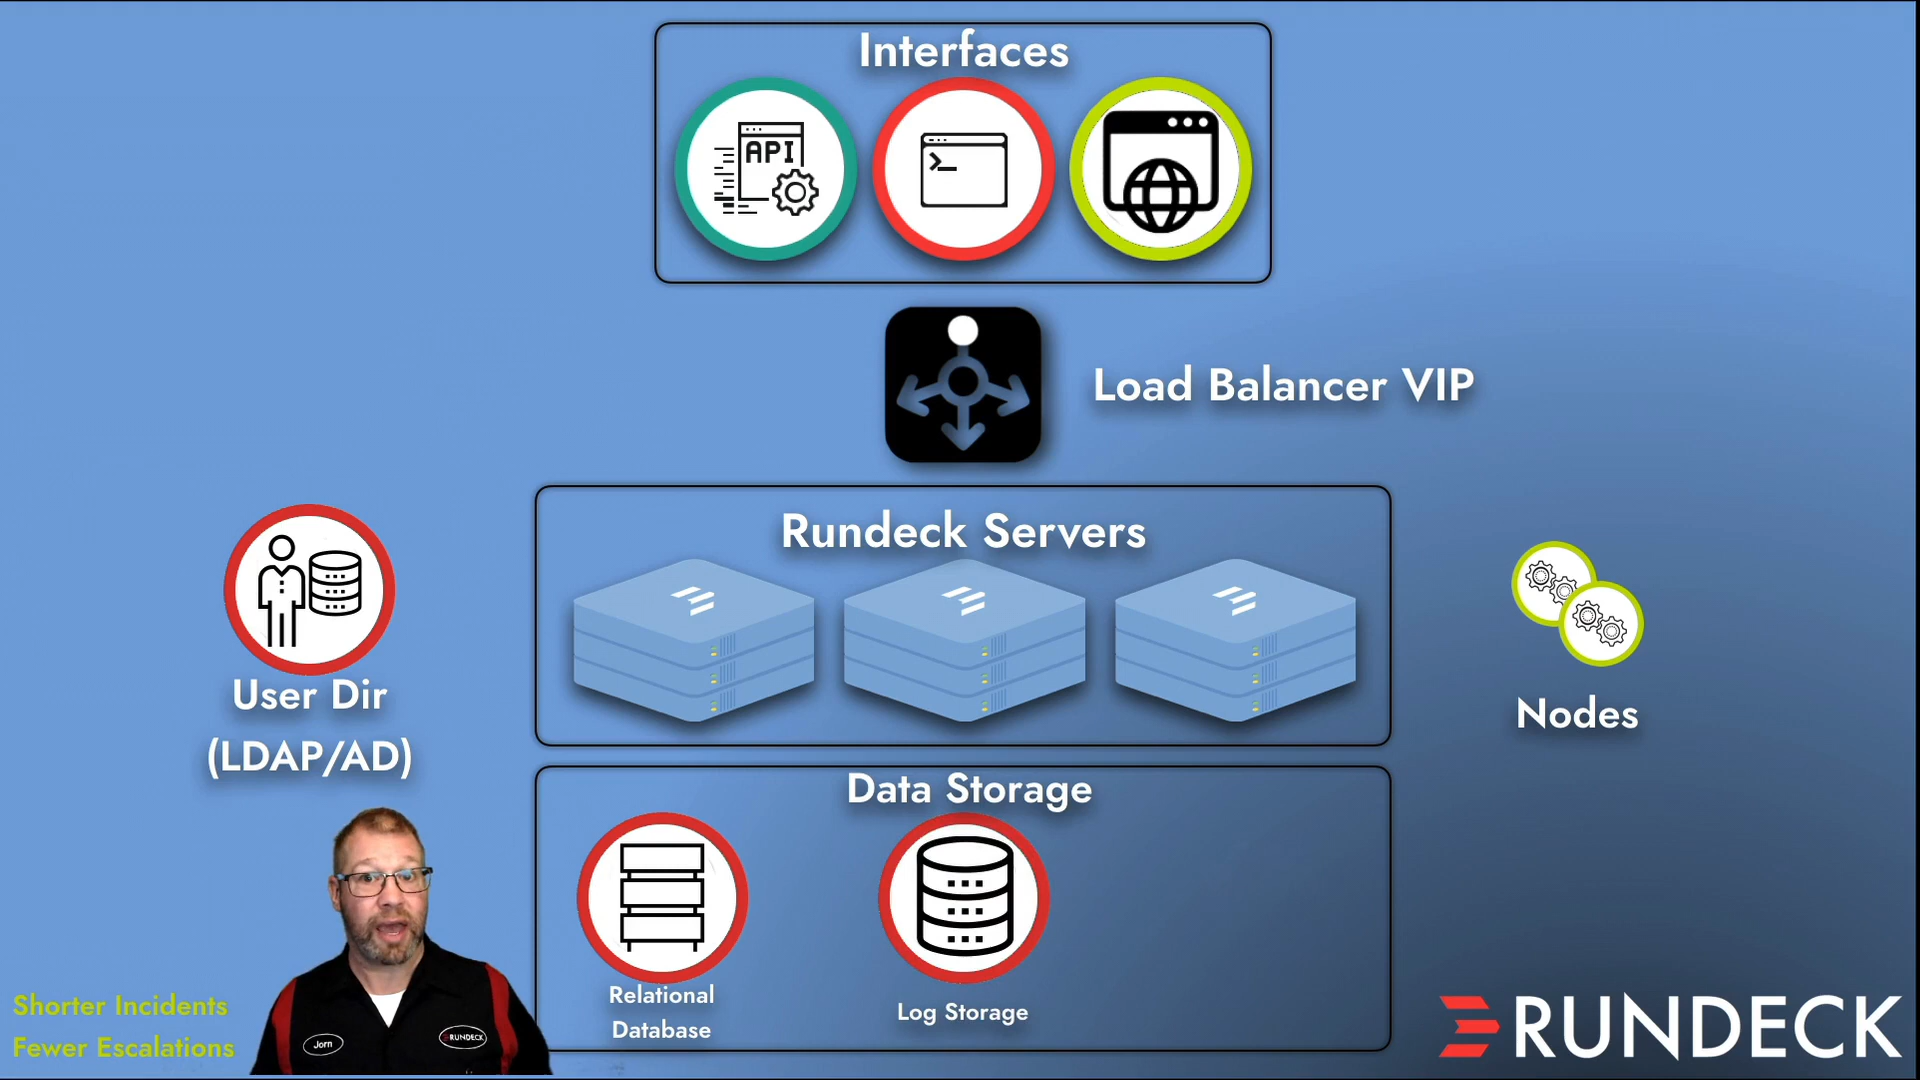 Interfaces
API
Load Balancer VIP
Rundeck Servers
User Dir
(LDAP/AD)
Nodes
Data Storage
Relational
Database
Log Storage
Shorter Incidents
Fewer Escalations
Jorn
RUNDECK
RUNDECK